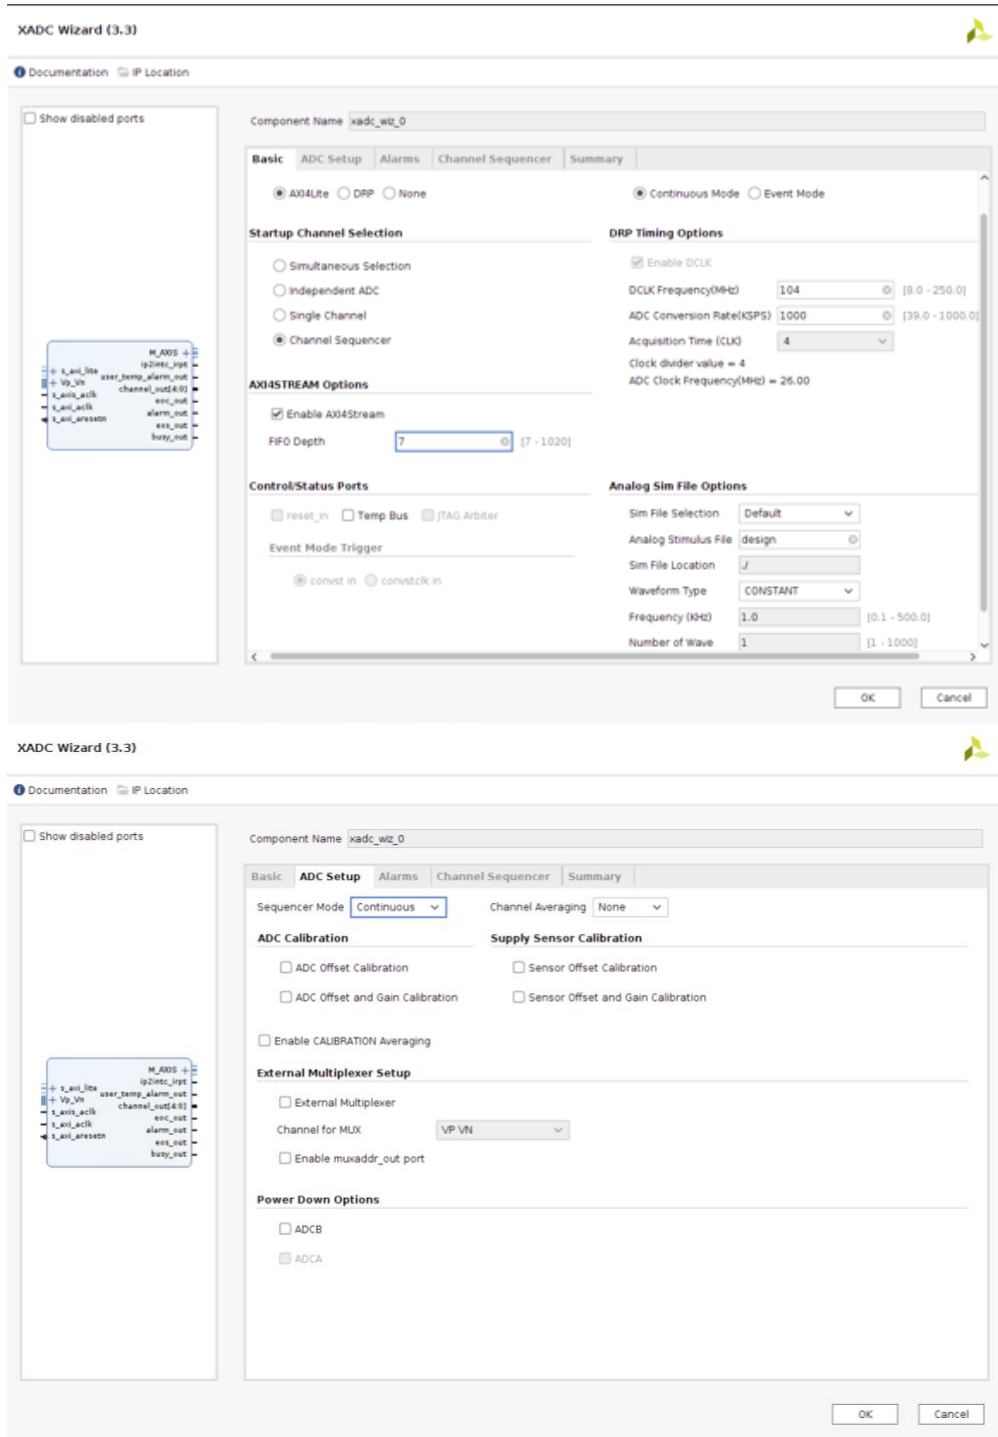 XADC Wizard (3.3)
Documentation IP Location
Show disabled ports
Component Name xadc_wiz_0
Basic ADC Setup Alarms Channel Sequencer Summary
AXI4Lite DRP None Continuous Mode Event Mode
Startup Channel Selection DRP Timing Options
Simultaneous Selection Enable DCLK
Independent ADC DCLK Frequency(MHz) 104 [8.0 - 250.0]
Single Channel ADC Conversion Rate(KSPS) 1000 [39.0 - 1000.0]
Channel Sequencer Acquisition Time (CLK) 4
Clock divider value = 4
AXI4STREAM Options ADC Clock Frequency(MHz) = 26.00
Enable AXI4Stream
FIFO Depth 7 [7 - 1020]
M_AXIS
s_axi_lite ip2intc_irpt
Vp_Vn user_temp_alarm_out
s_axis_aclk channel_out[4:0]
s_axi_aclk eoc_out
s_axi_aresetn alarm_out
eos_out
busy_out
Control/Status Ports Analog Sim File Options
reset_in Temp Bus JTAG Arbiter Sim File Selection Default
Event Mode Trigger Analog Stimulus File design
convst in convstclk in Sim File Location ./
Waveform Type CONSTANT
Frequency (KHz) 1.0 [0.1 - 500.0]
Number of Wave 1 [1 - 1000]
OK Cancel
XADC Wizard (3.3)
Documentation IP Location
Show disabled ports
Component Name xadc_wiz_0
Basic ADC Setup Alarms Channel Sequencer Summary
Sequencer Mode Continuous Channel Averaging None
ADC Calibration Supply Sensor Calibration
ADC Offset Calibration Sensor Offset Calibration
ADC Offset and Gain Calibration Sensor Offset and Gain Calibration
Enable CALIBRATION Averaging
External Multiplexer Setup
External Multiplexer
Channel for MUX VP VN
Enable muxaddr_out port
M_AXIS
s_axi_lite ip2intc_irpt
Vp_Vn user_temp_alarm_out
s_axis_aclk channel_out[4:0]
s_axi_aclk eoc_out
s_axi_aresetn alarm_out
eos_out
busy_out
Power Down Options
ADCB
ADCA
OK Cancel